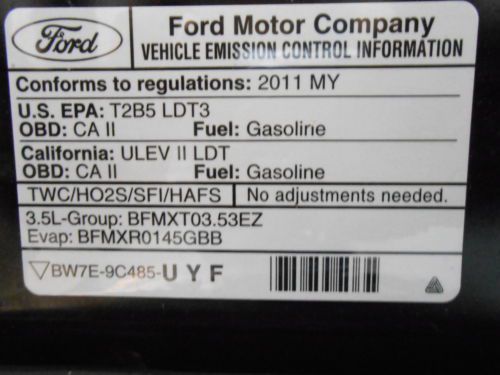 Ford
Ford Motor Company
VEHICLE EMISSION CONTROL INFORMATION
Conforms to regulations: 2011 MY
U.S. EPA: T2B5 LDT3
OBD: CA II Fuel: Gasoline
California: ULEV II LDT
OBD: CA II Fuel: Gasoline
TWC/HO2S/SFI/HAFS No adjustments needed.
3.5L-Group: BFMXT03.53EZ
Evap: BFMXR0145GBB
▽BW7E-9C485-U Y F